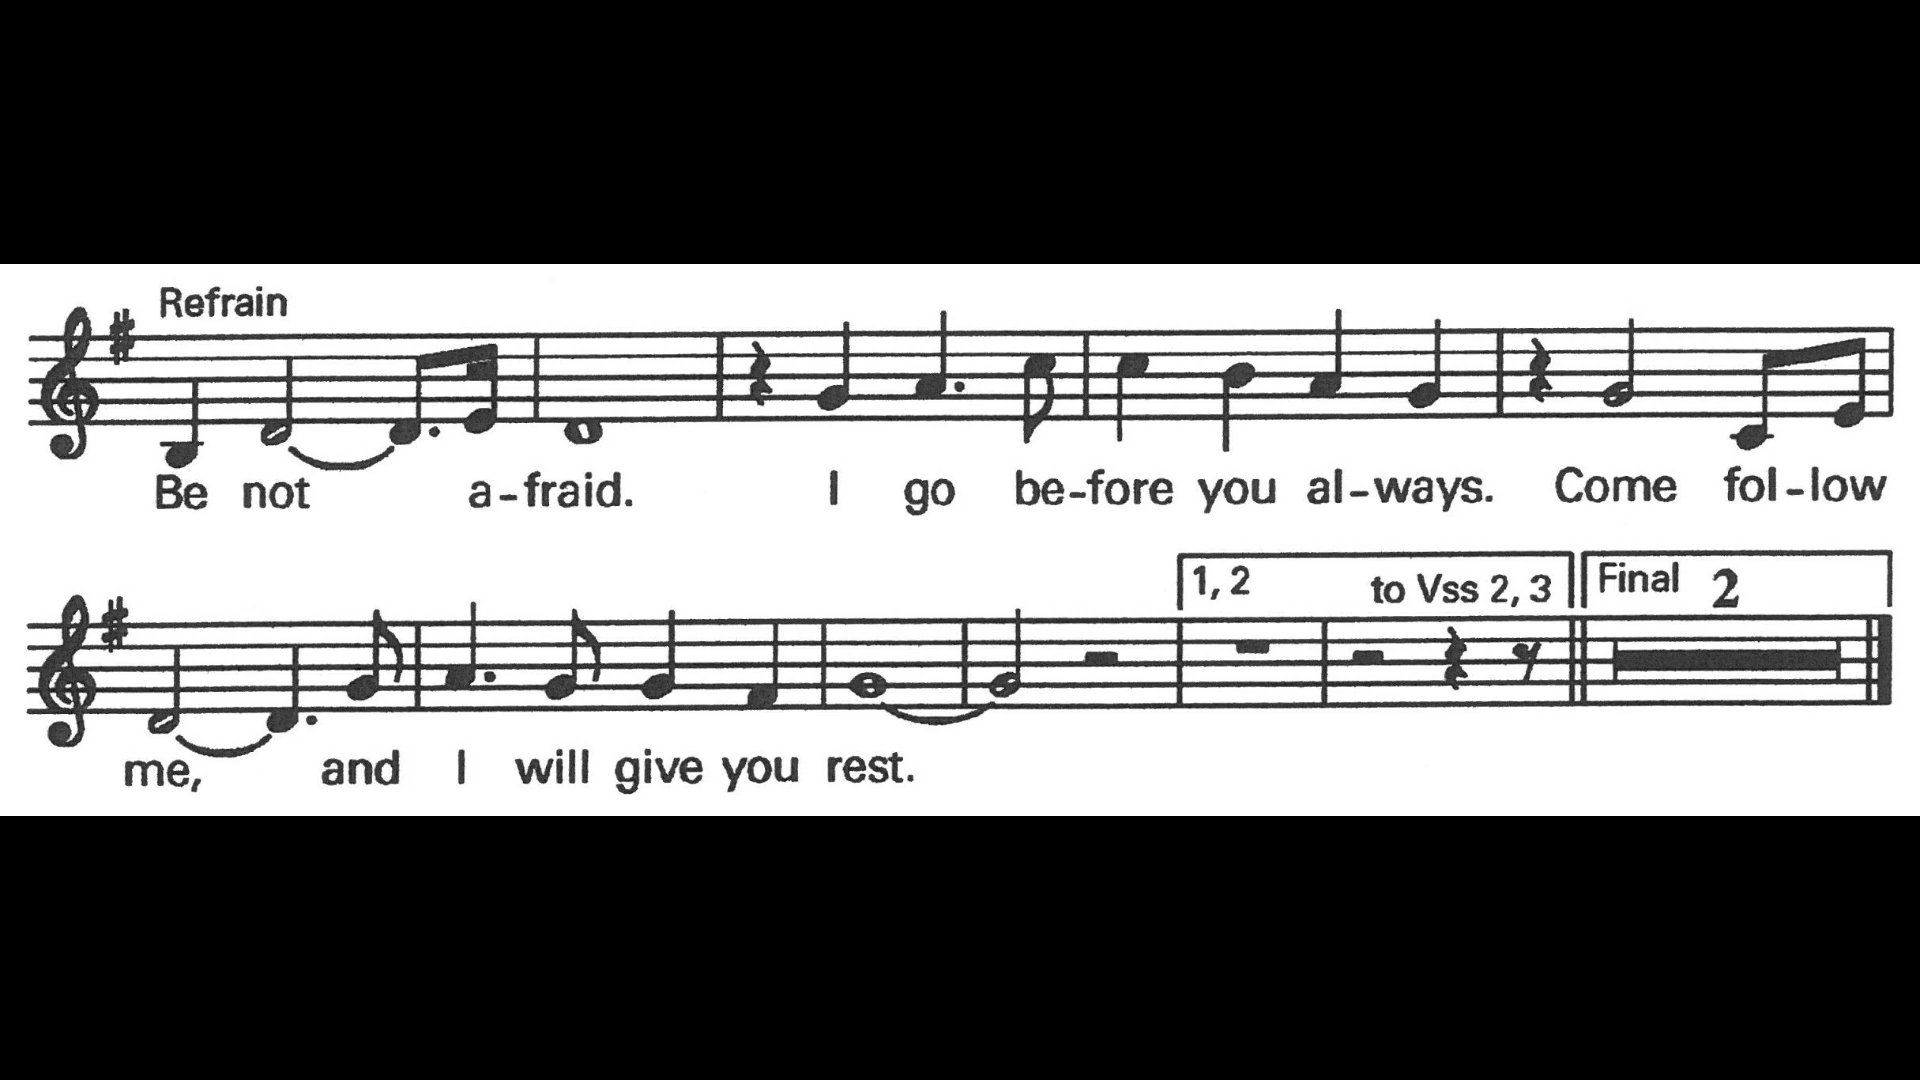 Refrain
Be not a-fraid. I go be-fore you al-ways. Come fol-low
1, 2 to Vss 2, 3 Final 2
me, and I will give you rest.